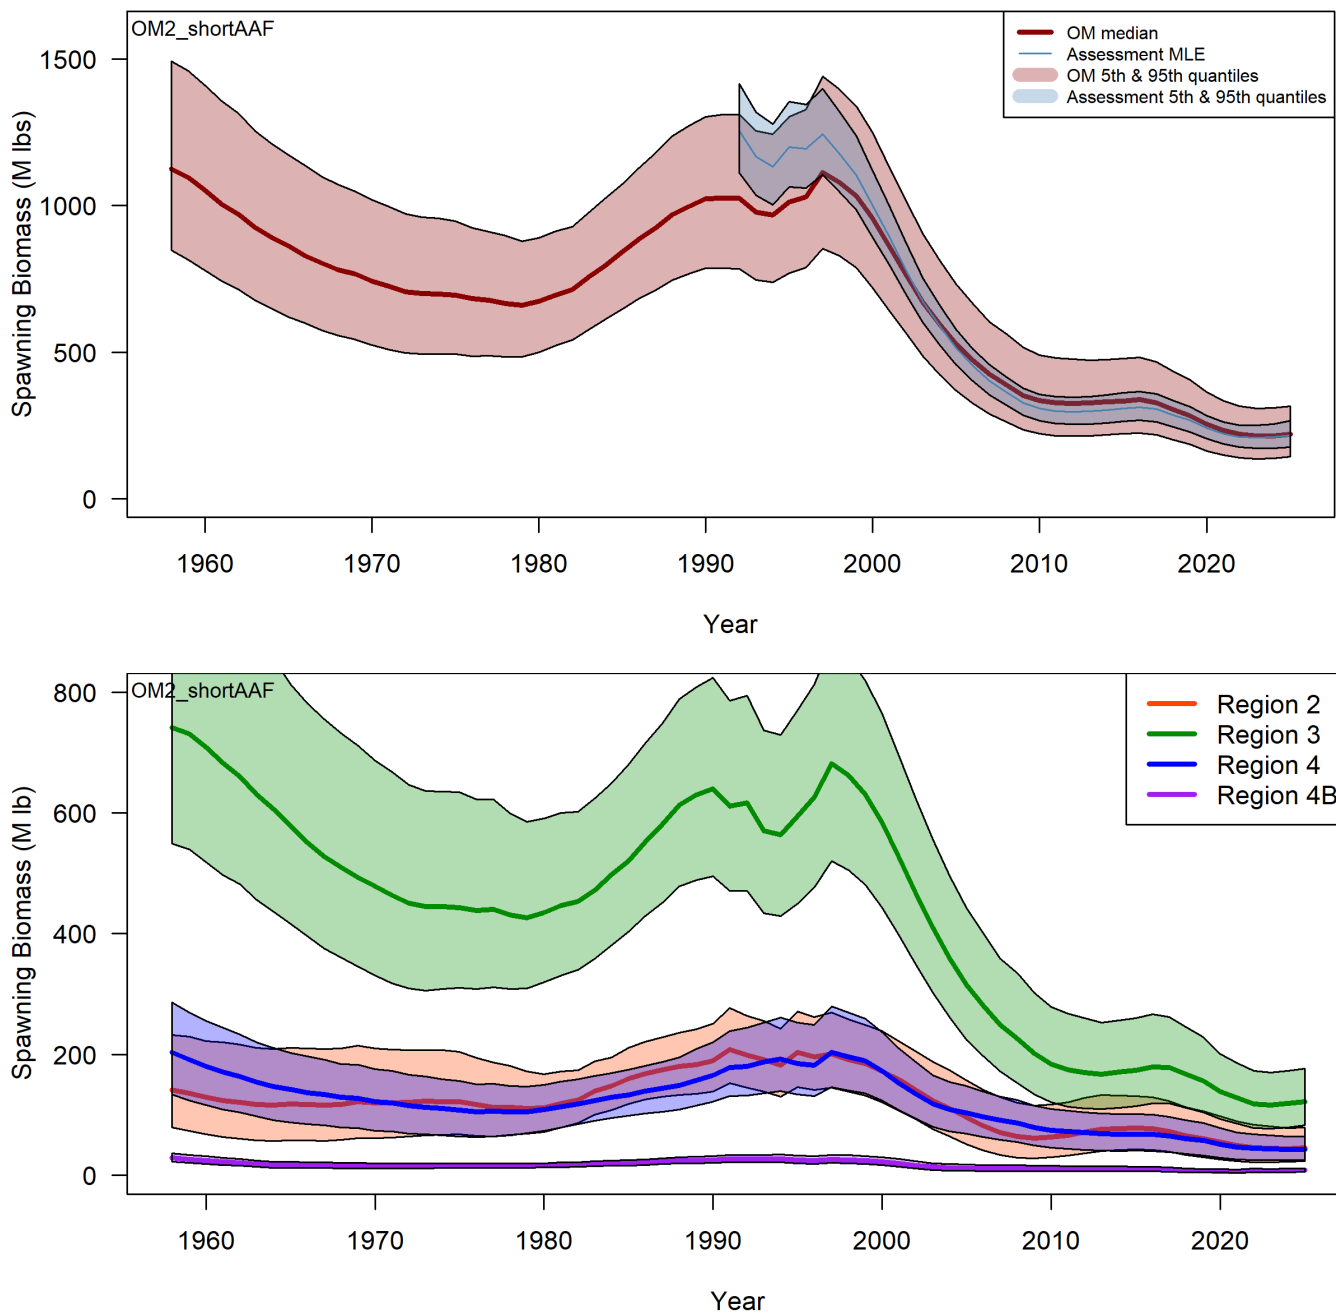 OM2_shortAAF
OM median
Assessment MLE
OM 5th & 95th quantiles
Assessment 5th & 95th quantiles
Spawning Biomass (M lbs)
1500
1000
500
0
1960 1970 1980 1990 2000 2010 2020
Year
OM2_shortAAF
Region 2
Region 3
Region 4
Region 4B
Spawning Biomass (M lb)
800
600
400
200
0
1960 1970 1980 1990 2000 2010 2020
Year